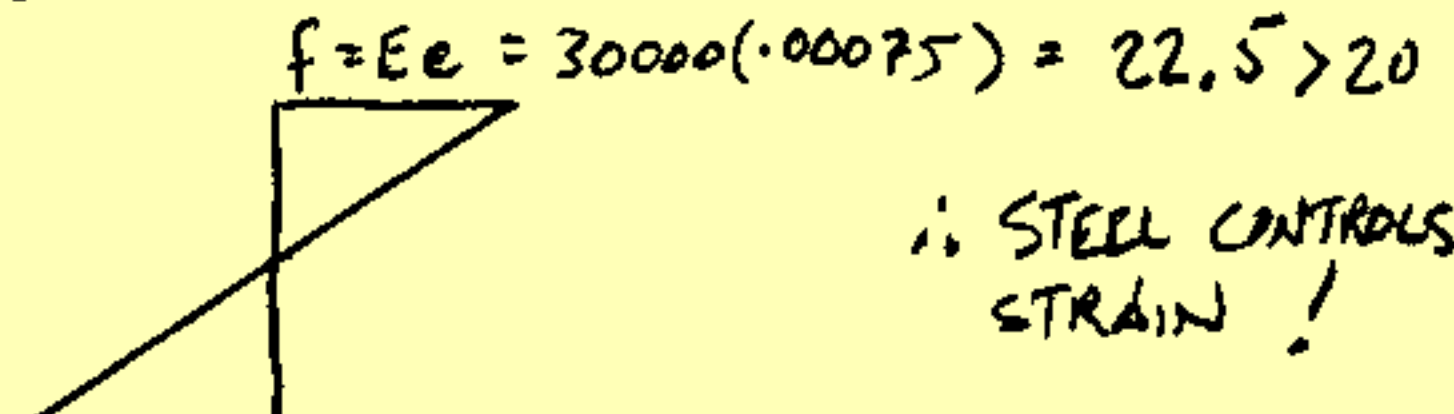 f = Ee = 30000(.00075) = 22.5 > 20
∴ STEEL CONTROLS
STRAIN !